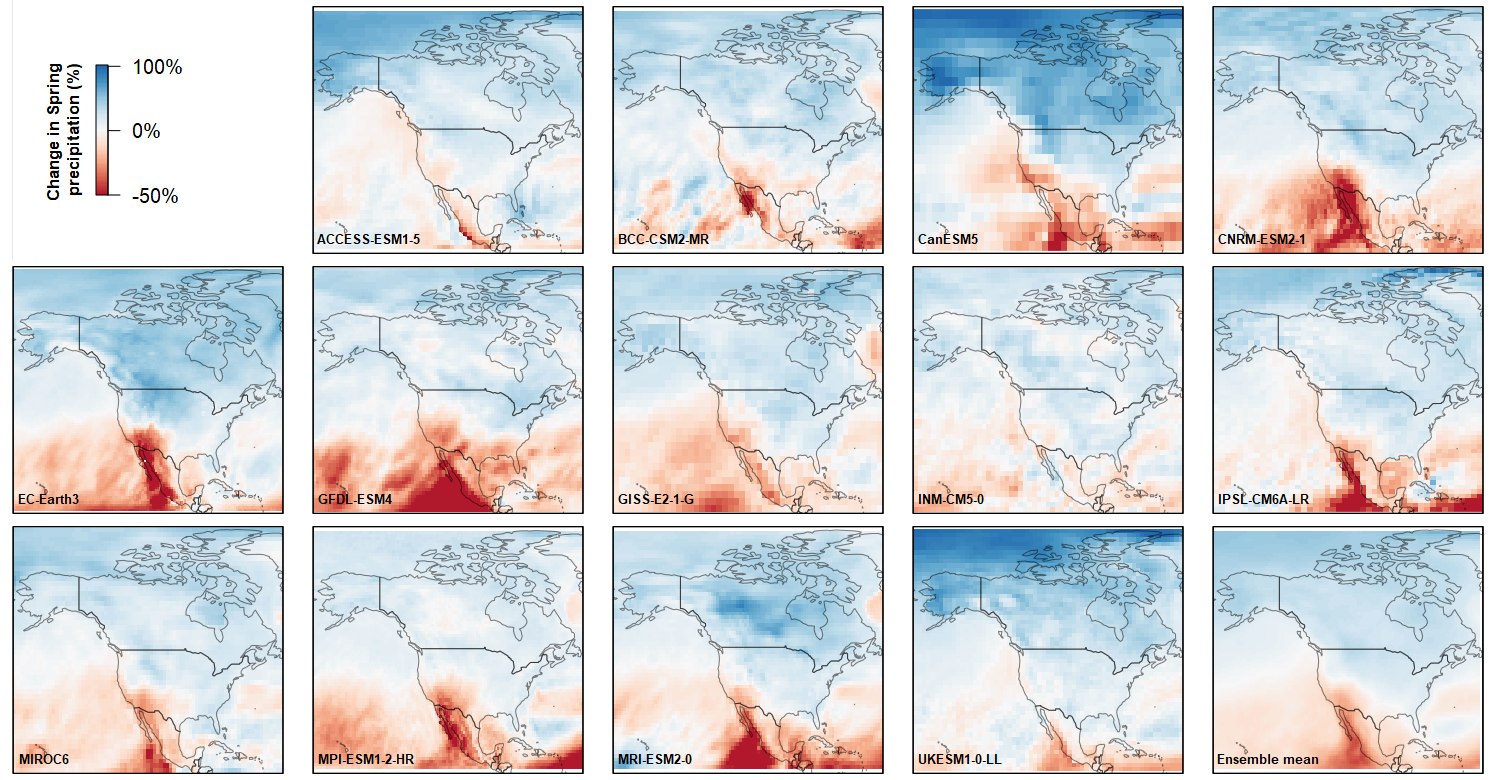 Change in Spring
precipitation (%)
100%
0%
-50%
ACCESS-ESM1-5
BCC-CSM2-MR
CanESM5
CNRM-ESM2-1
EC-Earth3
GFDL-ESM4
GISS-E2-1-G
INM-CM5-0
IPSL-CM6A-LR
MIROC6
MPI-ESM1-2-HR
MRI-ESM2-0
UKESM1-0-LL
Ensemble mean